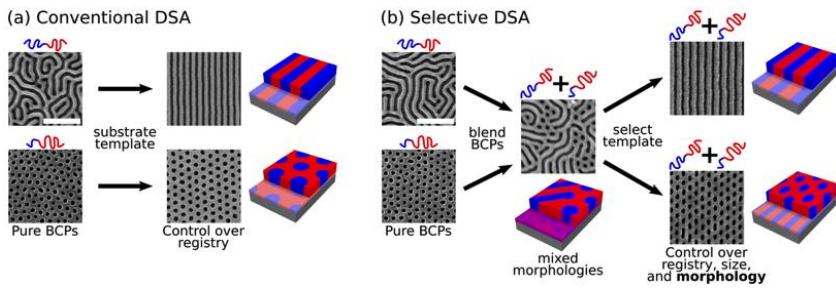 (a) Conventional DSA
substrate
template
Pure BCPs
Control over
registry
(b) Selective DSA
+
blend
BCPs
Pure BCPs
mixed
morphologies
select
template
+
+
Control over
registry, size,
and morphology